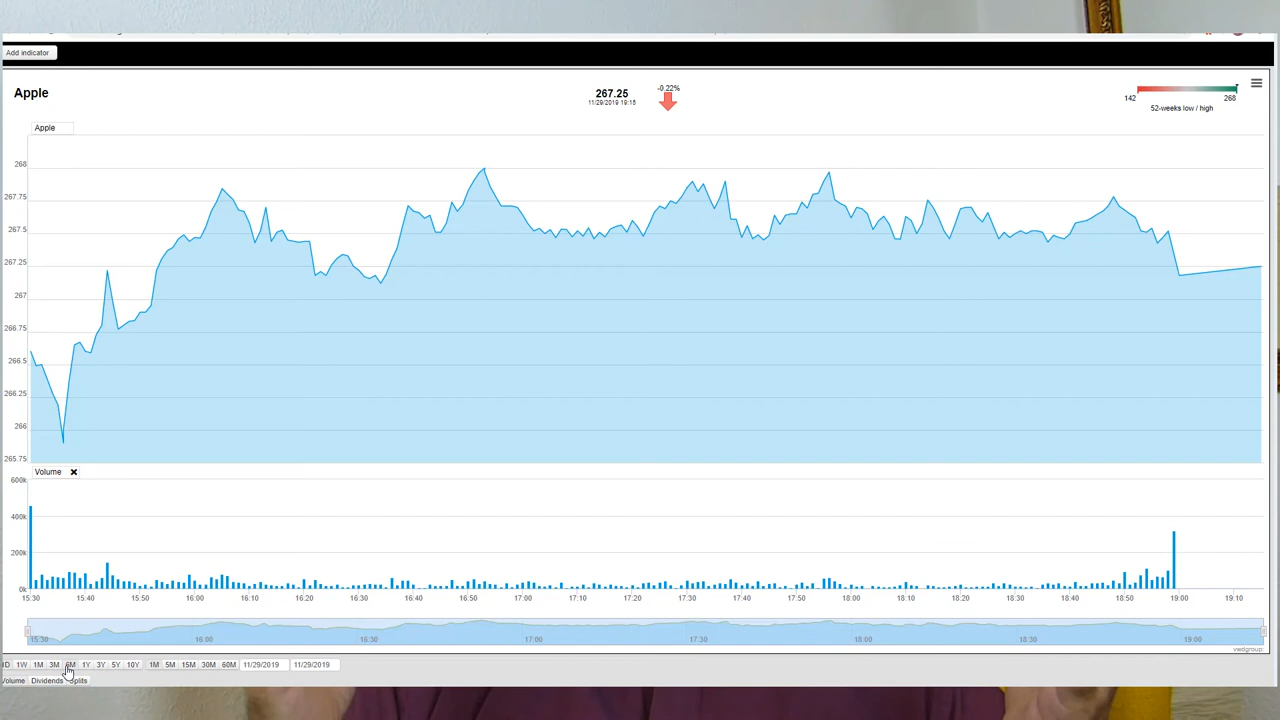 Add indicator
Apple
267.25
11/29/2019 19:15
-0.22%
142
268
52-weeks low / high
Apple
268
267.75
267.5
267.25
267
266.75
266.5
266.25
266
265.75
Volume ✖
600k
400k
200k
0k
15:30 15:40 15:50 16:00 16:10 16:20 16:30 16:40 16:50 17:00 17:10 17:20 17:30 17:40 17:50 18:00 18:10 18:20 18:30 18:40 18:50 19:00 19:10
15:30 16:00 16:30 17:00 17:30 18:00 18:30 19:00
vwdgroup:
1W 1M 3M 6M 1Y 3Y 5Y 10Y 1M 5M 15M 30M 60M 11/29/2019 11/29/2019
Volume Dividends Splits